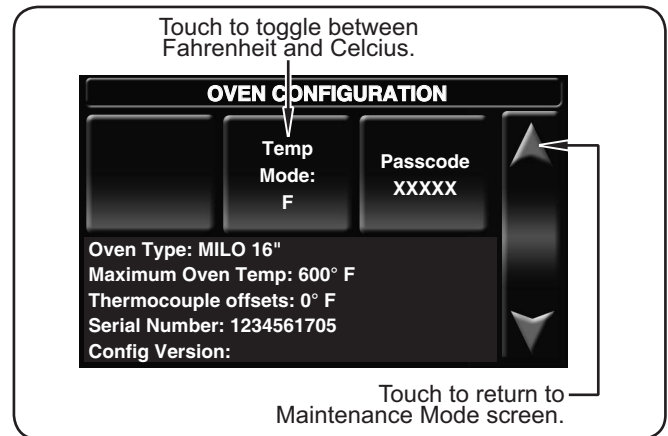 Touch to toggle between
Fahrenheit and Celcius.
OVEN CONFIGURATION
Temp
Mode:
F
Passcode
XXXXX
Oven Type: MILO 16"
Maximum Oven Temp: 600° F
Thermocouple offsets: 0° F
Serial Number: 1234561705
Config Version:
Touch to return to
Maintenance Mode screen.